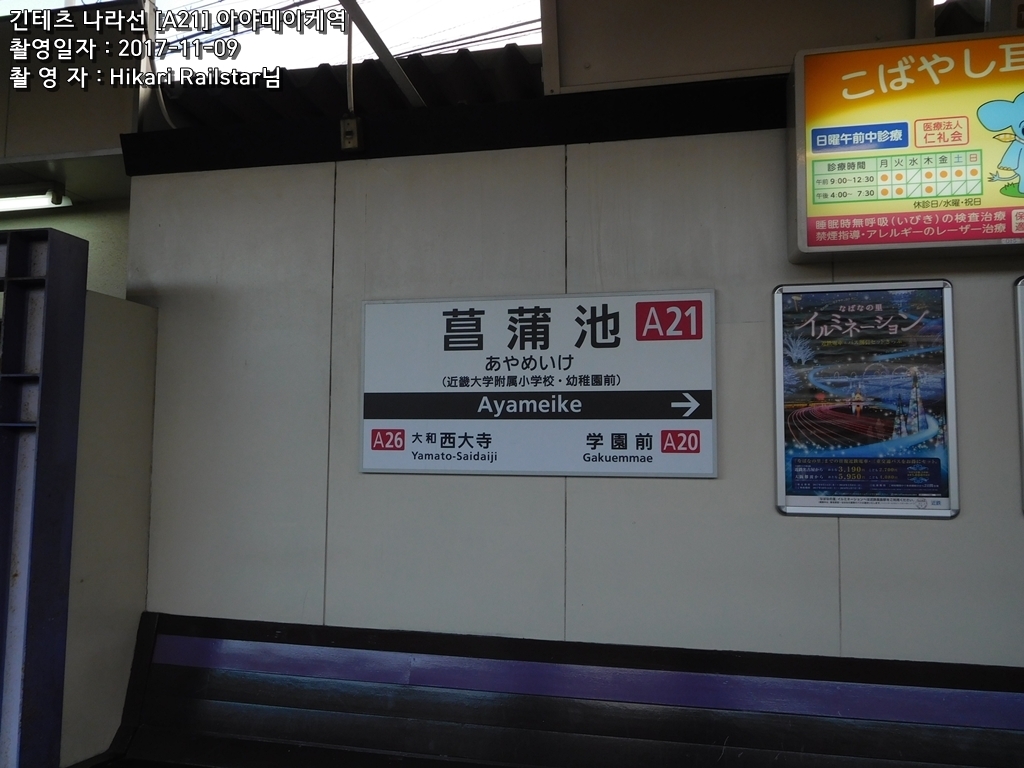 긴테츠 나라선 [A21] 아야메이케역
촬영일자 : 2017-11-09
촬 영 자 : Hikari Railstar님
こばやし耳
日曜午前中診療
医療法人
仁礼会
診療時間 月 火 水 木 金 土 日
午前 9:00~12:30
午後 4:00~ 7:30
休診日/水曜・祝日
睡眠時無呼吸(いびき)の検査治療
禁煙指導・アレルギーのレーザー治療
菖蒲池 A21
あやめいけ
(近畿大学附属小学校・幼稚園前)
Ayameike →
A26 大和西大寺
Yamato-Saidaiji
学園前 A20
Gakuemmae
なばなの里
イルミネーション
3,190
5,950